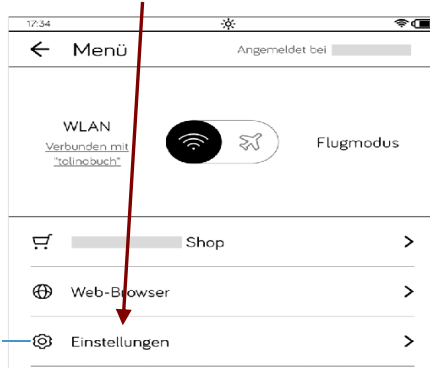 17:34
Menü
Angemeldet bei
WLAN
Verbunden mit
"tolinobuch"
Flugmodus
Shop
Web-Browser
Einstellungen